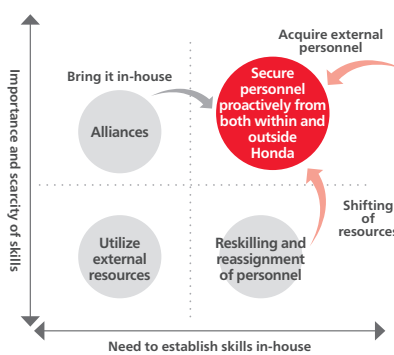 Acquire external
personnel
Bring it in-house
Secure
personnel
proactively from
both within and
outside
Honda
Alliances
Importance and scarcity of skills
Shifting
of
resources
Utilize
external
resources
Reskilling and
reassignment
of personnel
Need to establish skills in-house